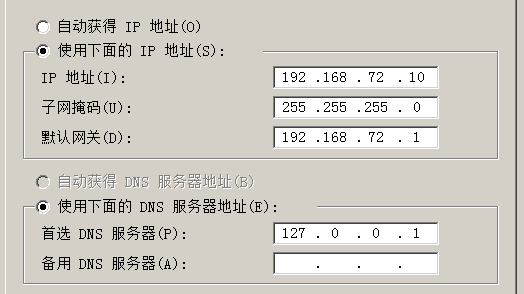 自动获得 IP 地址(O)
使用下面的 IP 地址(S):
IP 地址(I): 192 .168 . 72 . 10
子网掩码(U): 255 .255 .255 . 0
默认网关(D): 192 .168 . 72 . 1
自动获得 DNS 服务器地址(B)
使用下面的 DNS 服务器地址(E):
首选 DNS 服务器(P): 127 . 0 . 0 . 1
备用 DNS 服务器(A): . . .